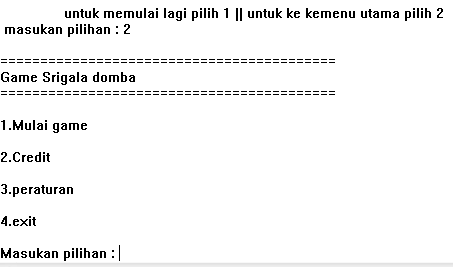 untuk memulai lagi pilih 1 || untuk ke kemenu utama pilih 2
masukan pilihan : 2
==========================================
Game Srigala domba
==========================================
1.Mulai game
2.Credit
3.peraturan
4.exit
Masukan pilihan :